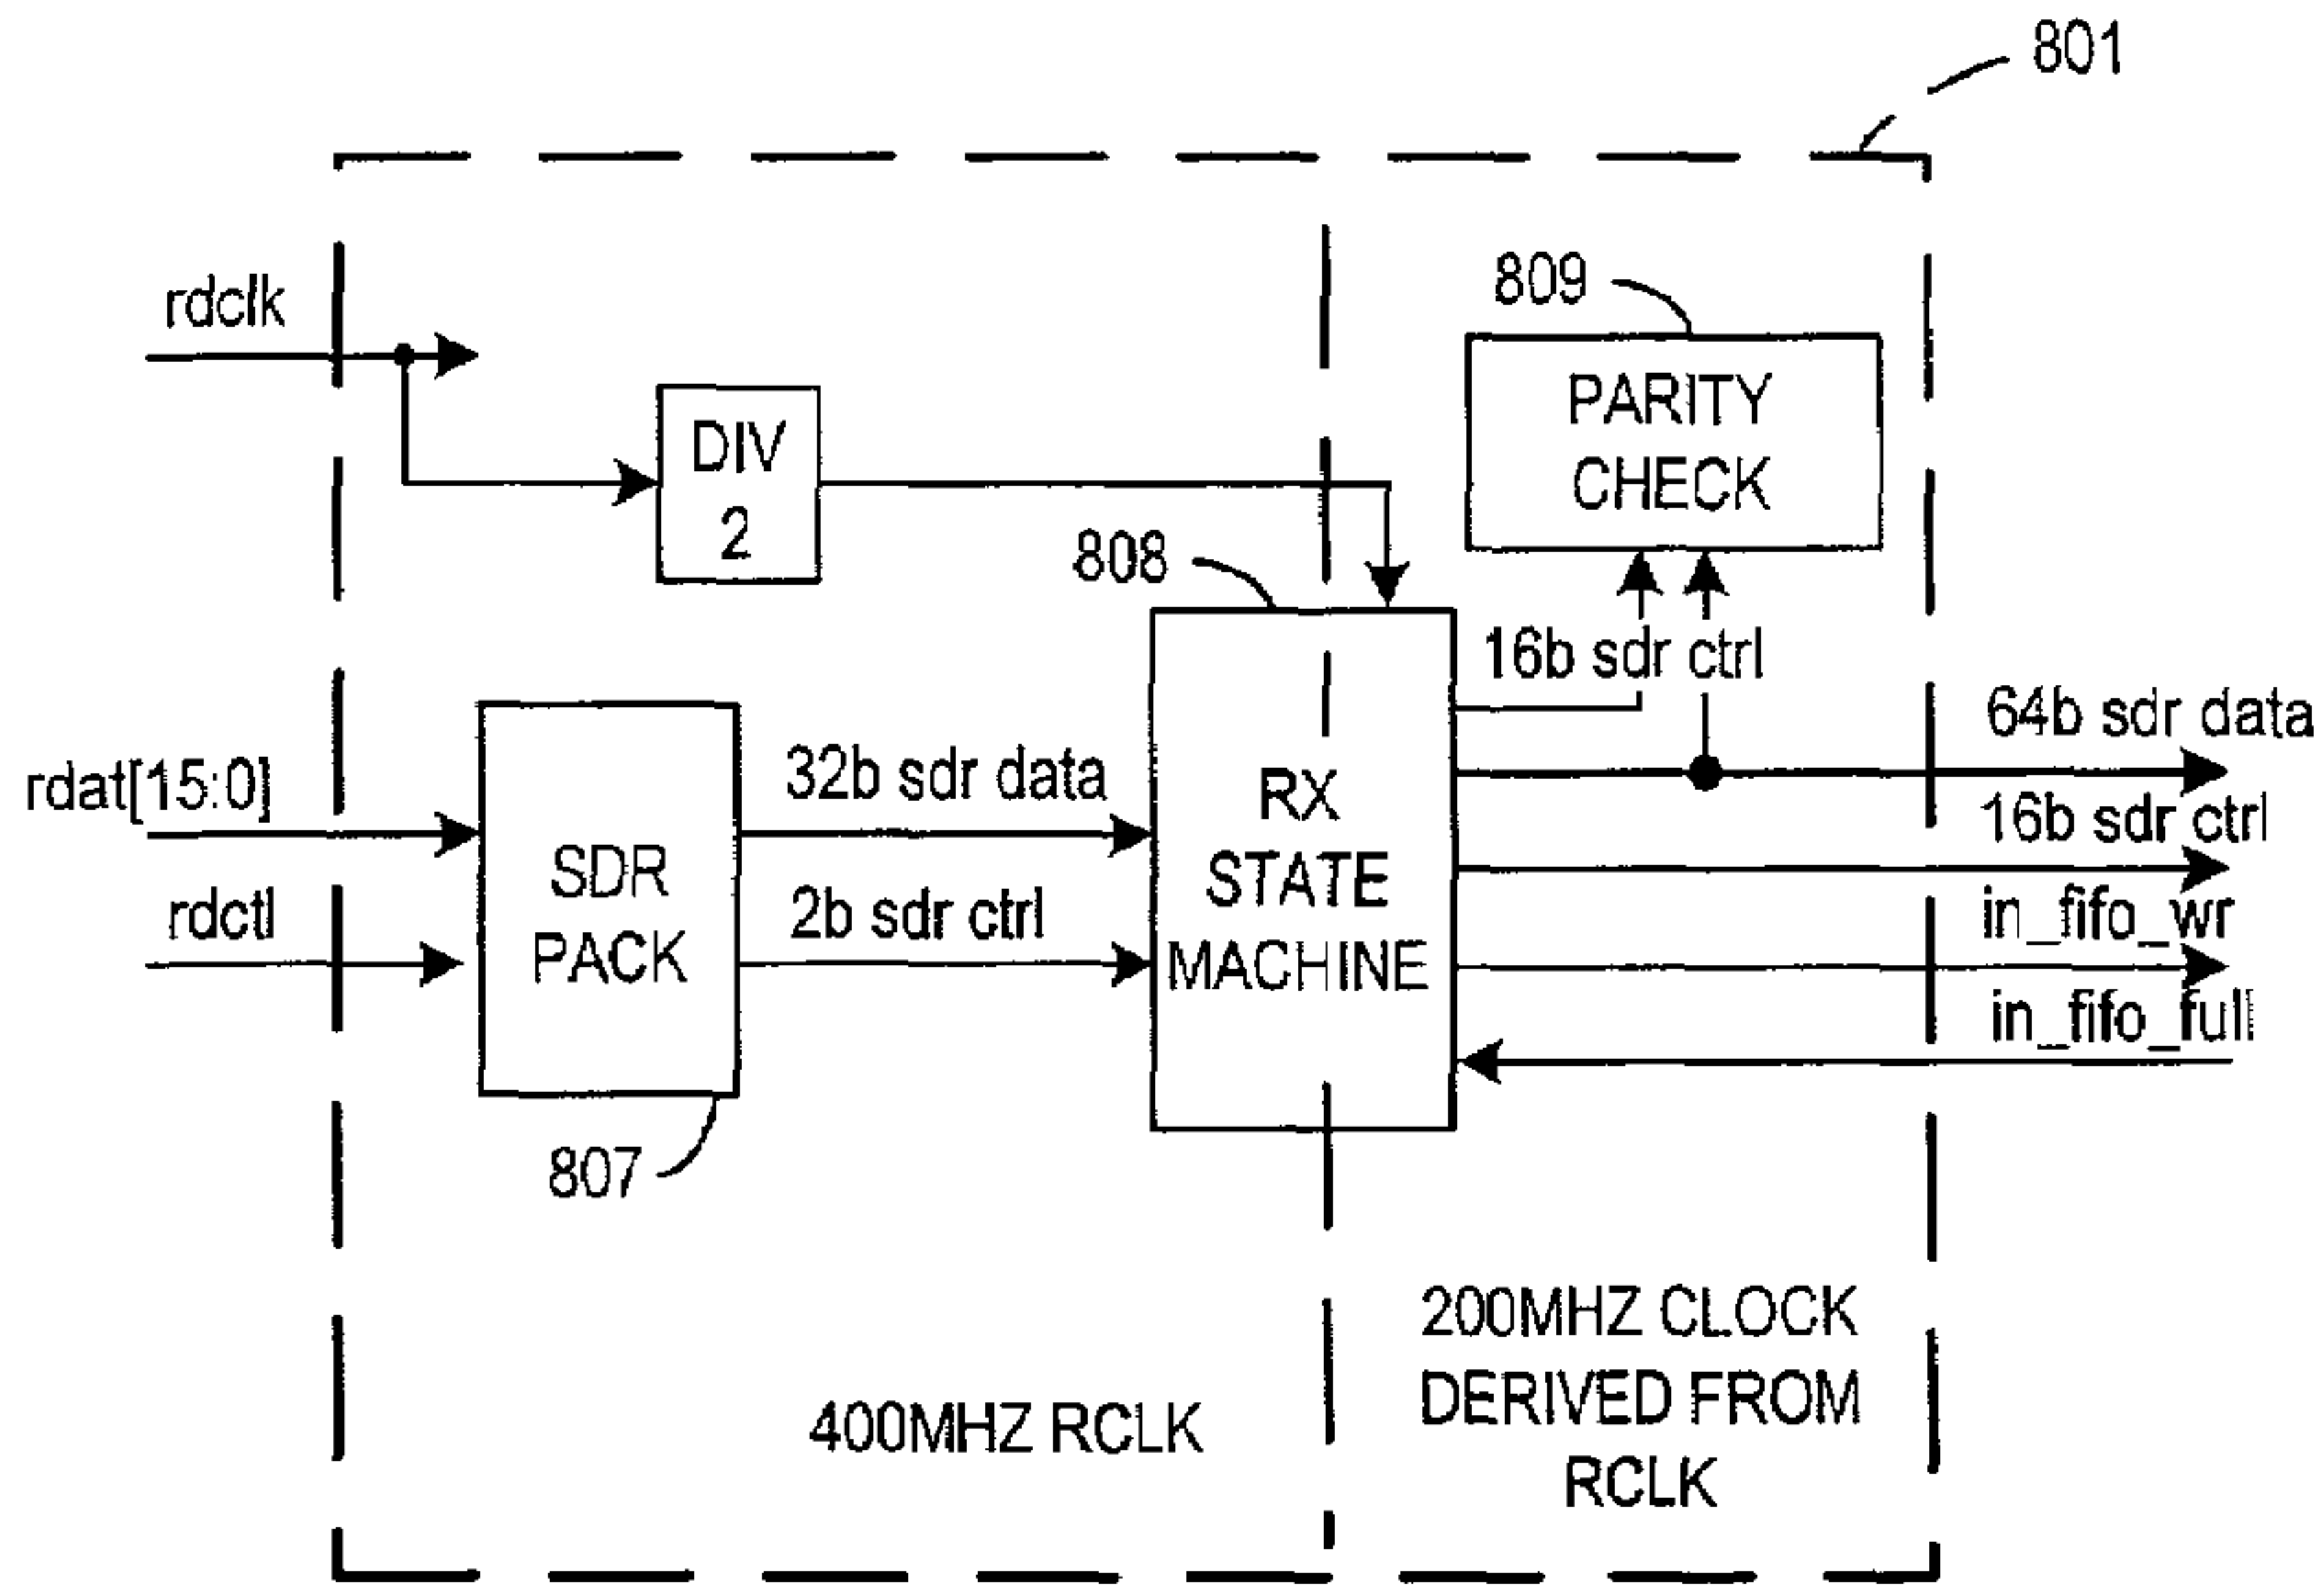 801
rdclk
809
DIV
2
PARITY
CHECK
808
16b sdr ctrl
rdat[15:0]
rdctl
SDR
PACK
32b sdr data
2b sdr ctrl
RX
STATE
MACHINE
64b sdr data
16b sdr ctrl
in_fifo_wr
in_fifo_full
807
400MHZ RCLK
200MHZ CLOCK
DERIVED FROM
RCLK